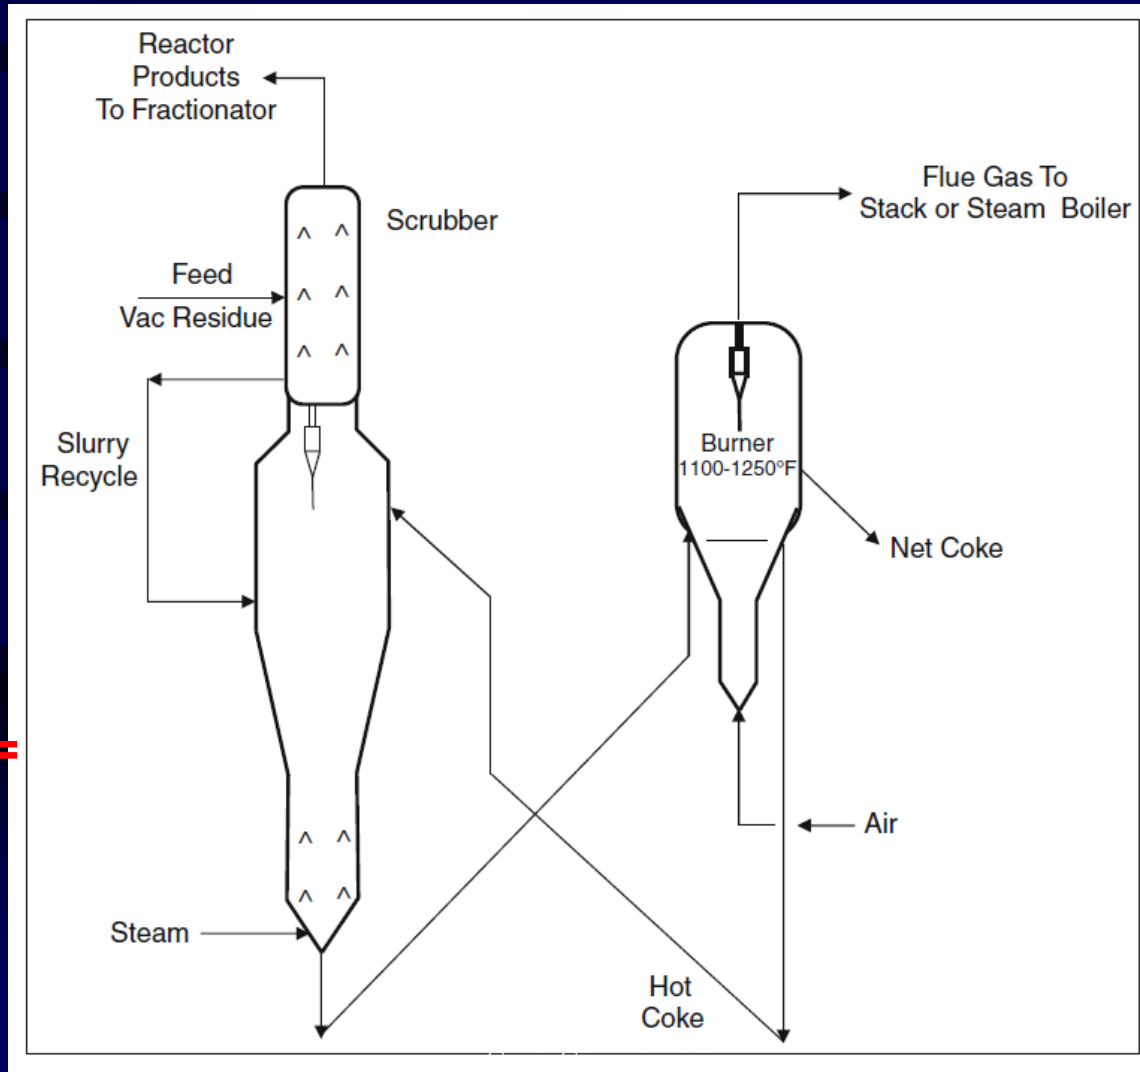 Reactor
Products
To Fractionator
Scrubber
Flue Gas To
Stack or Steam Boiler
Feed
Vac Residue
Slurry
Recycle
Burner
1100-1250ºF
Net Coke
Air
Steam
Hot
Coke